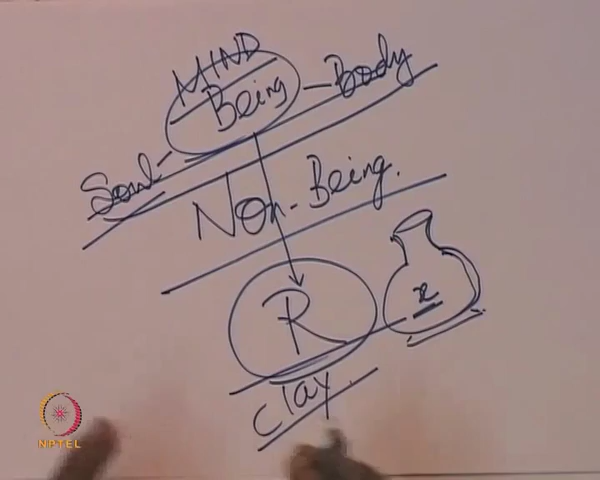 MIND
Soul - Being - Body
Non-Being.
R
x
clay.
NPTEL